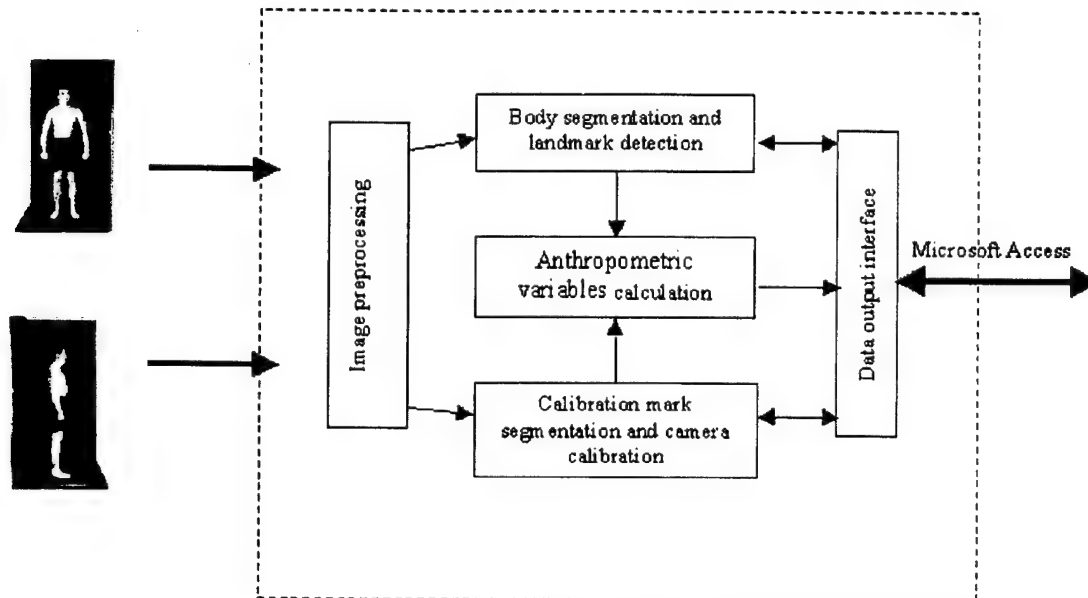 Image preprocessing
Body segmentation and
landmark detection
Anthropometric
variables calculation
Calibration mark
segmentation and camera
calibration
Data output interface
Microsoft Access